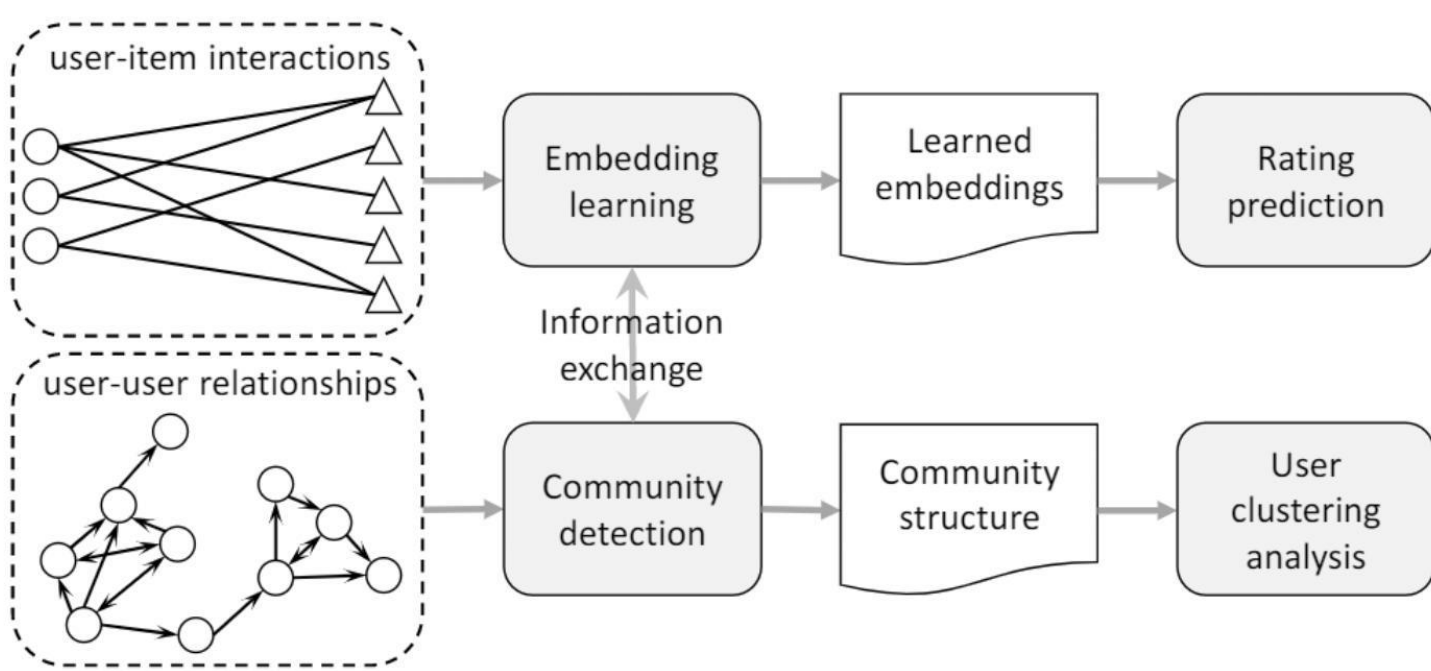 user-item interactions
Embedding
learning
Learned
embeddings
Rating
prediction
Information
exchange
user-user relationships
Community
detection
Community
structure
User
clustering
analysis